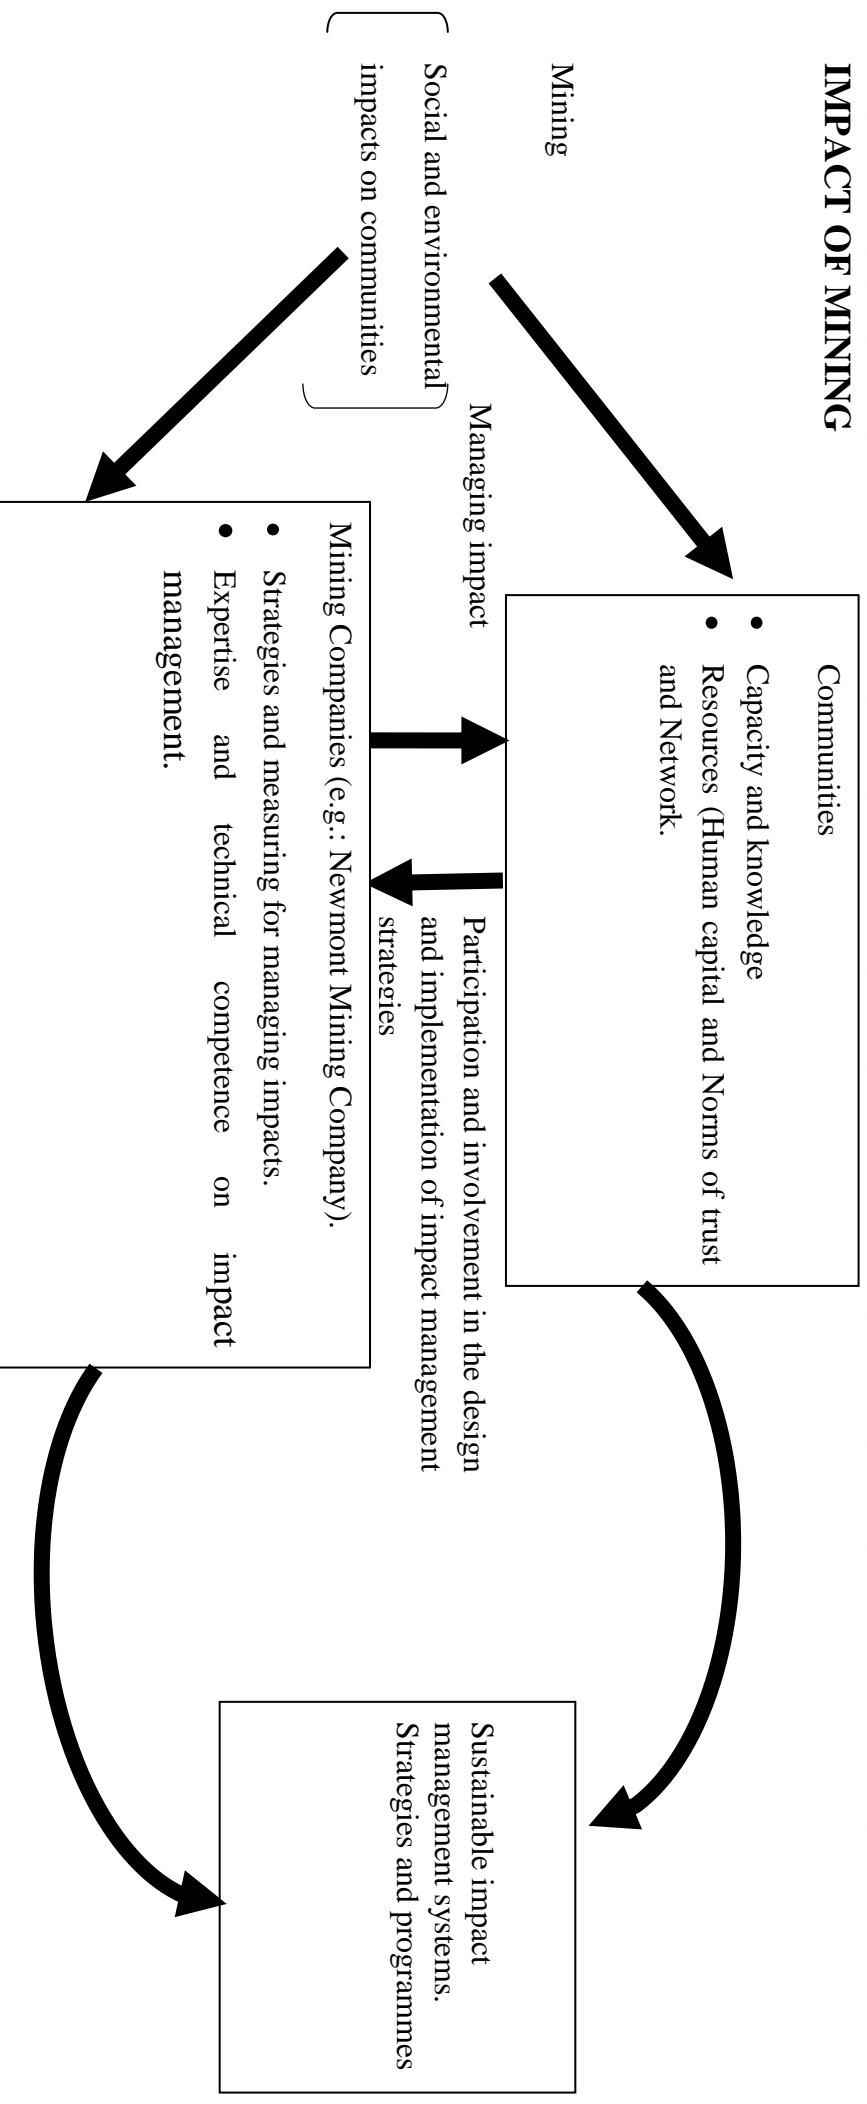 IMPACT OF MINING
Mining
Social and environmental
impacts on communities
Managing impact
Communities
• Capacity and knowledge
• Resources (Human capital and Norms of trust
and Network.
Participation and involvement in the design
and implementation of impact management
strategies
Mining Companies (e.g.: Newmont Mining Company).
• Strategies and measuring for managing impacts.
• Expertise and technical competence on impact
management.
Sustainable impact
management systems.
Strategies and programmes